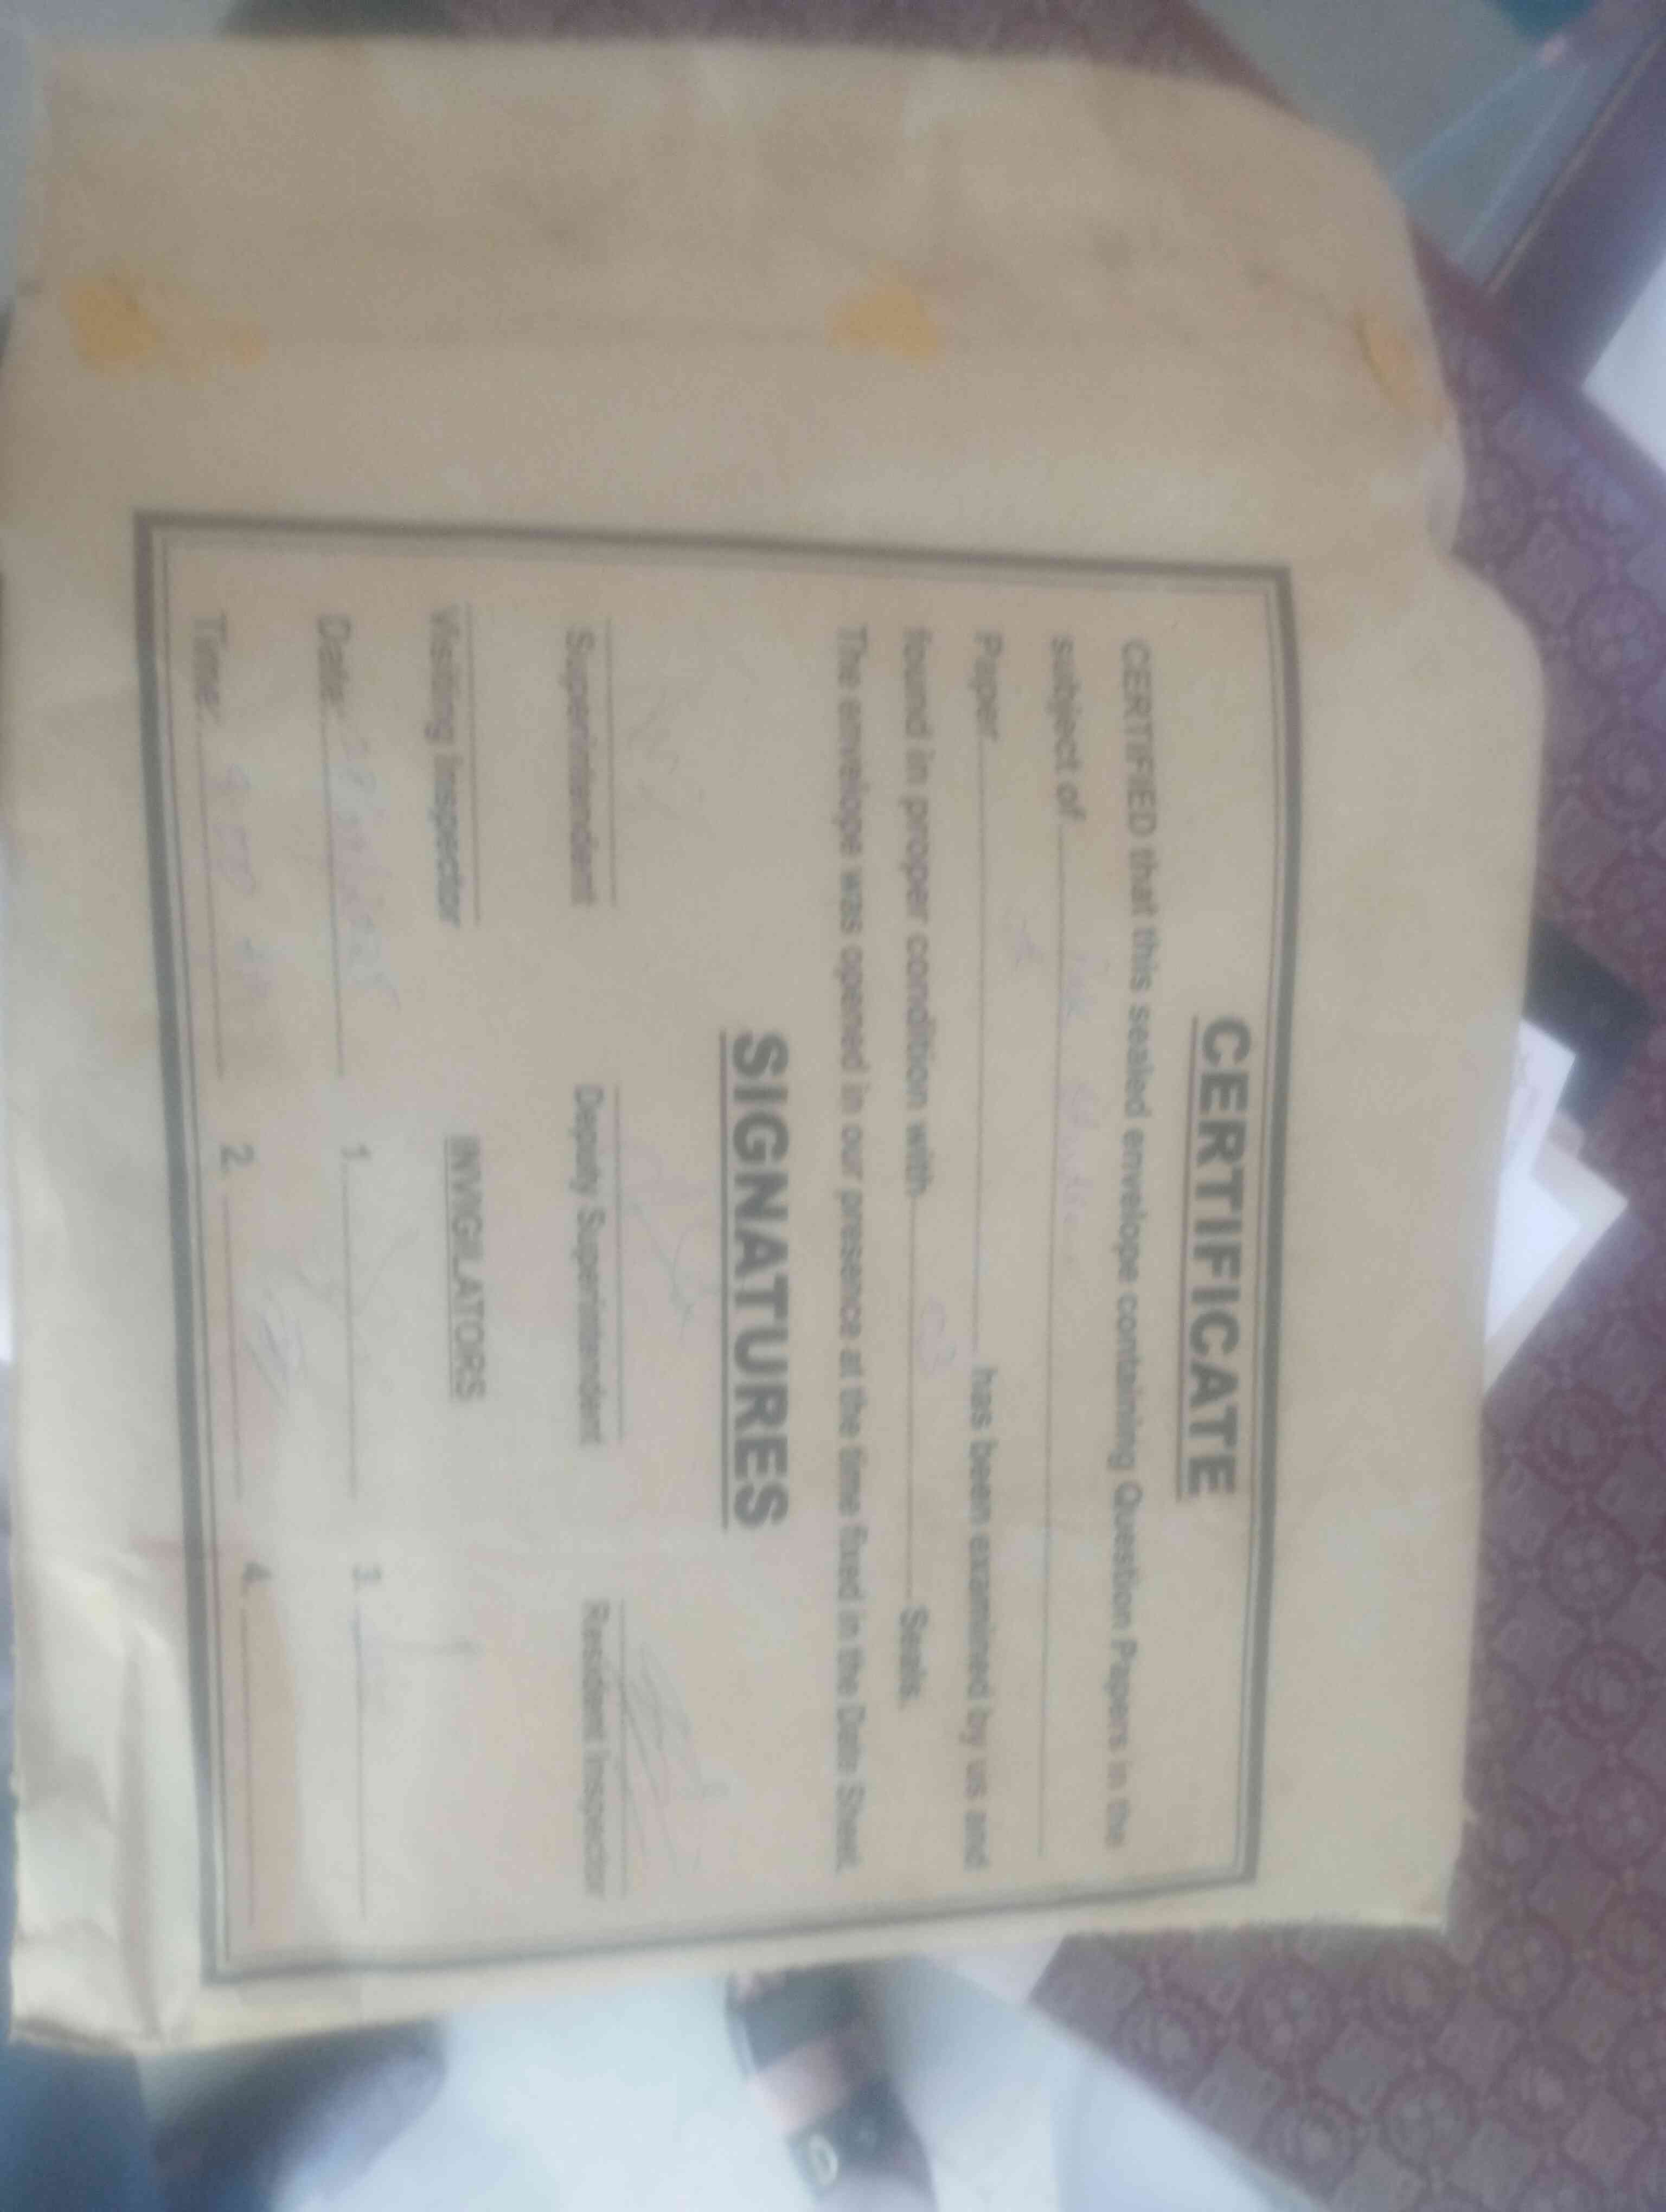 CERTIFICATE
CERTIFIED that this sealed envelope containing Question Papers in the
subject of
Paper has been examined by us and
found in proper condition with 03 Seals.
The envelope was opened in our presence at the time fixed in the Date Sheet.
SIGNATURES
Superintendent Deputy Superintendent Resident Inspector
Visiting Inspector INVIGILATORS
Date: 1. 3.
Time: 2. 4.